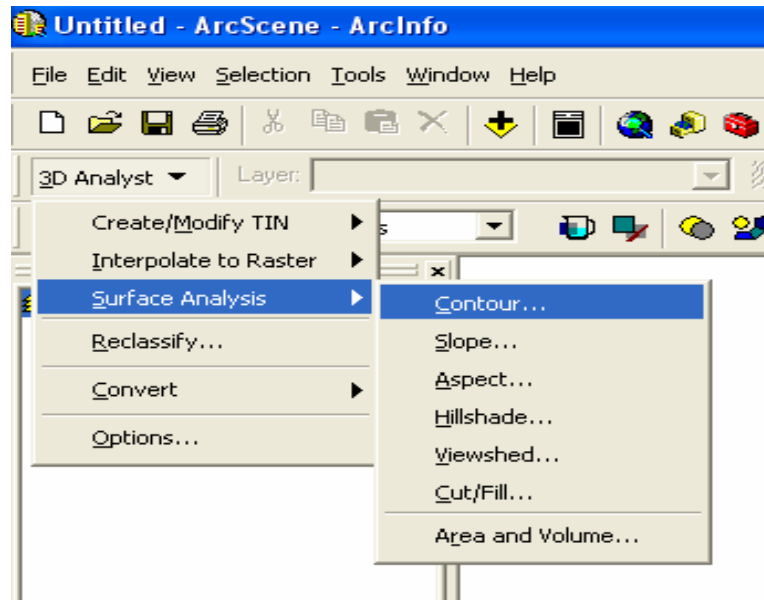 Untitled - ArcScene - ArcInfo
File Edit View Selection Tools Window Help
3D Analyst Layer:
Create/Modify TIN
s
Interpolate to Raster
Surface Analysis
Contour...
Reclassify...
Slope...
Convert
Aspect...
Options...
Hillshade...
Viewshed...
Cut/Fill...
Area and Volume...